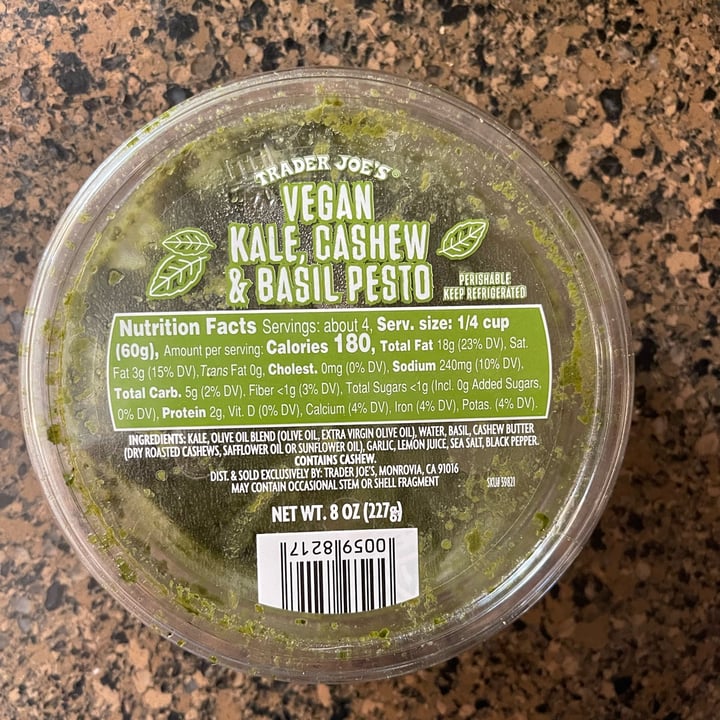 TRADER JOE'S®
VEGAN
KALE, CASHEW
& BASIL PESTO
PERISHABLE
KEEP REFRIGERATED
Nutrition Facts Servings: about 4, Serv. size: 1/4 cup
(60g), Amount per serving: Calories 180, Total Fat 18g (23% DV), Sat.
Fat 3g (15% DV), Trans Fat 0g, Cholest. 0mg (0% DV), Sodium 240mg (10% DV),
Total Carb. 5g (2% DV), Fiber <1g (3% DV), Total Sugars <1g (Incl. 0g Added Sugars,
0% DV), Protein 2g, Vit. D (0% DV), Calcium (4% DV), Iron (4% DV), Potas. (4% DV).
INGREDIENTS: KALE, OLIVE OIL BLEND (OLIVE OIL, EXTRA VIRGIN OLIVE OIL), WATER, BASIL, CASHEW BUTTER
(DRY ROASTED CASHEWS, SAFFLOWER OIL OR SUNFLOWER OIL), GARLIC, LEMON JUICE, SEA SALT, BLACK PEPPER.
CONTAINS CASHEW.
DIST. & SOLD EXCLUSIVELY BY: TRADER JOE'S, MONROVIA, CA 91016
MAY CONTAIN OCCASIONAL STEM OR SHELL FRAGMENT
SKU# 59821
NET WT. 8 OZ (227g)
0059 8217